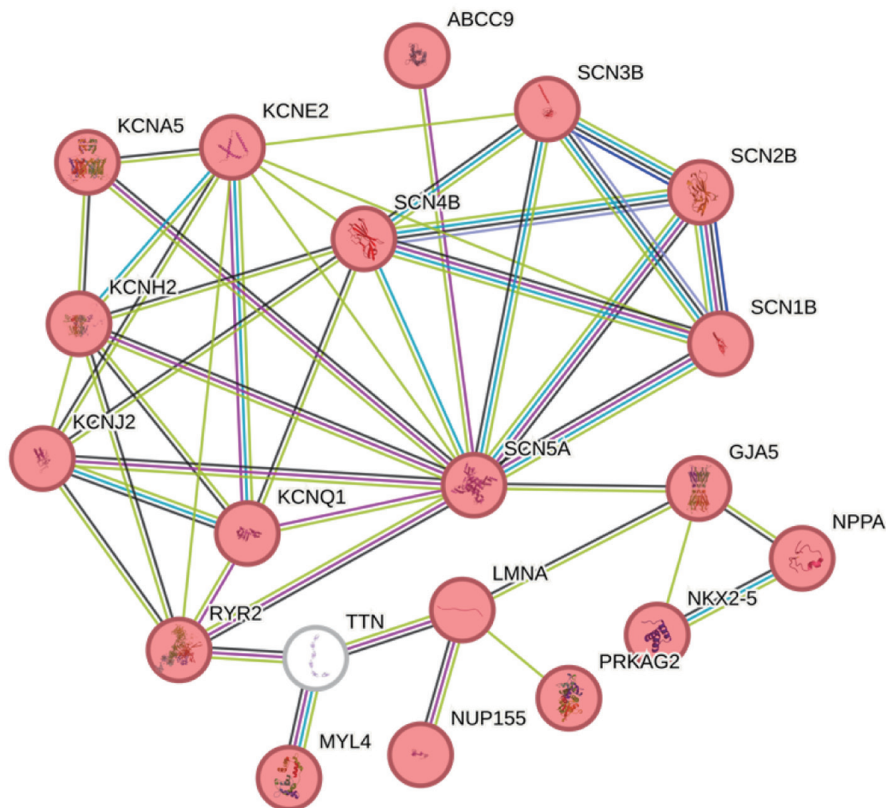 ABCC9
SCN3B
KCNE2
KCNA5
SCN2B
SCN4B
KCNH2
SCN1B
KCNJ2
SCN5A
GJA5
KCNQ1
NPPA
LMNA
NKX2-5
RYR2
TTN
PRKAG2
NUP155
MYL4